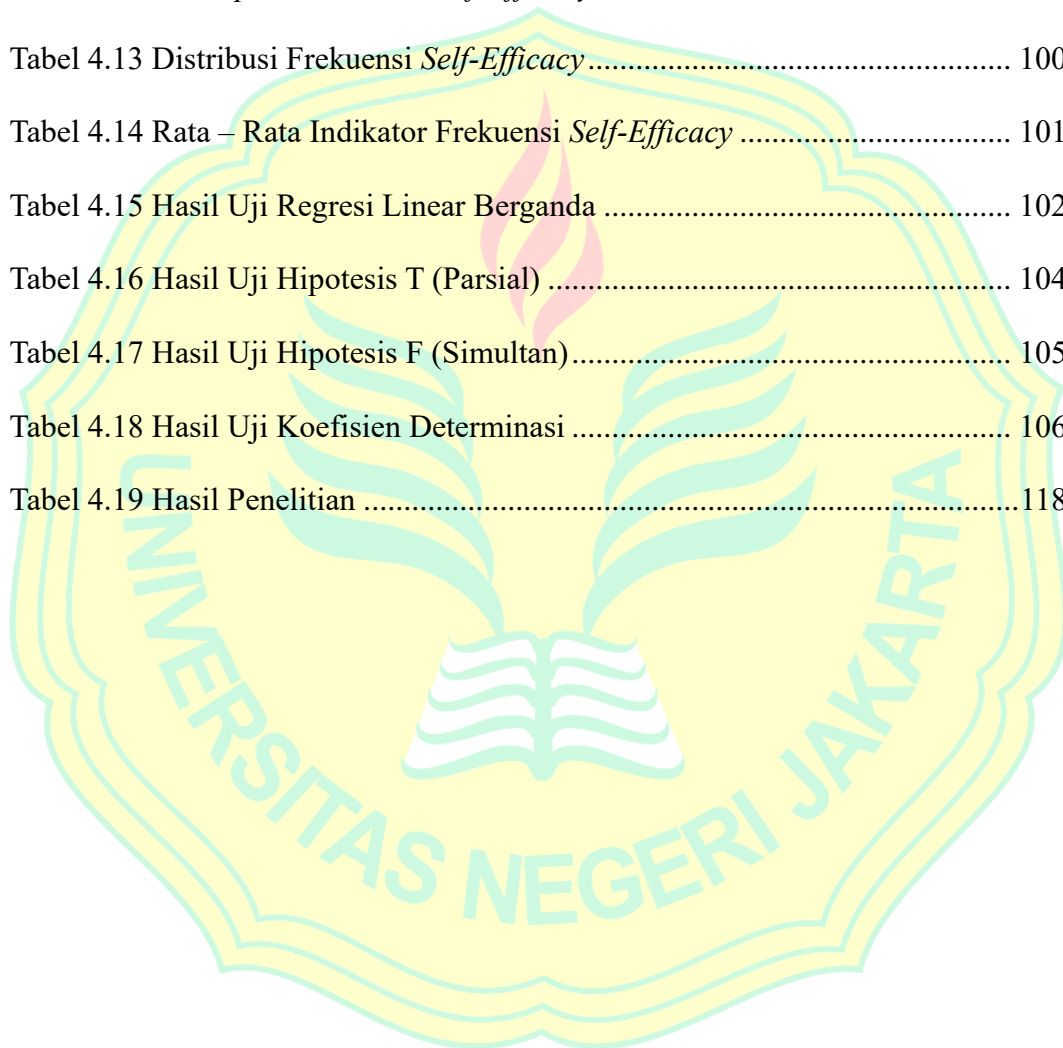 Tabel 4.13 Distribusi Frekuensi Self-Efficacy.................................................... 100
Tabel 4.14 Rata – Rata Indikator Frekuensi Self-Efficacy .................................. 101
Tabel 4.15 Hasil Uji Regresi Linear Berganda .................................................. 102
Tabel 4.16 Hasil Uji Hipotesis T (Parsial) ......................................................... 104
Tabel 4.17 Hasil Uji Hipotesis F (Simultan)...................................................... 105
Tabel 4.18 Hasil Uji Koefisien Determinasi ...................................................... 106
Tabel 4.19 Hasil Penelitian ................................................................................118
UNIVERSITAS NEGERI JAKARTA